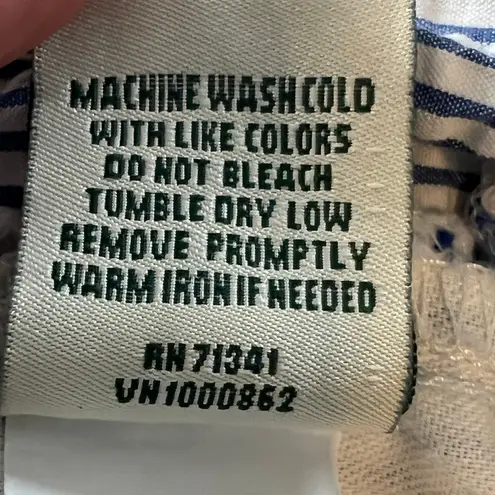 MACHINE WASH COLD
WITH LIKE COLORS
DO NOT BLEACH
TUMBLE DRY LOW
REMOVE PROMPTLY
WARM IRON IF NEEDED
RN 71341
VN1000862